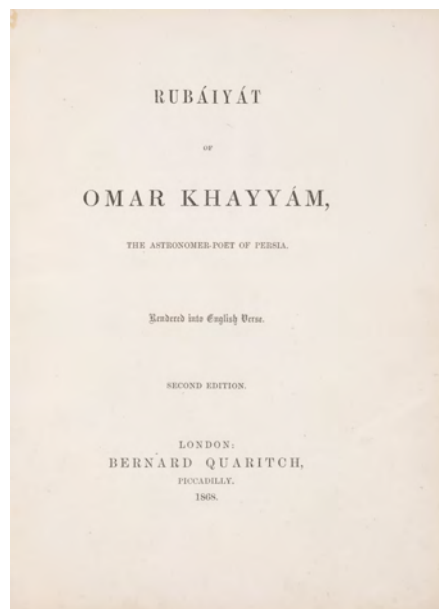 RUBÁIYÁT
OF
OMAR KHAYYÁM,
THE ASTRONOMER-POET OF PERSIA.
Rendered into English Verse.
SECOND EDITION.
LONDON:
BERNARD QUARITCH,
PICCADILLY.
1868.